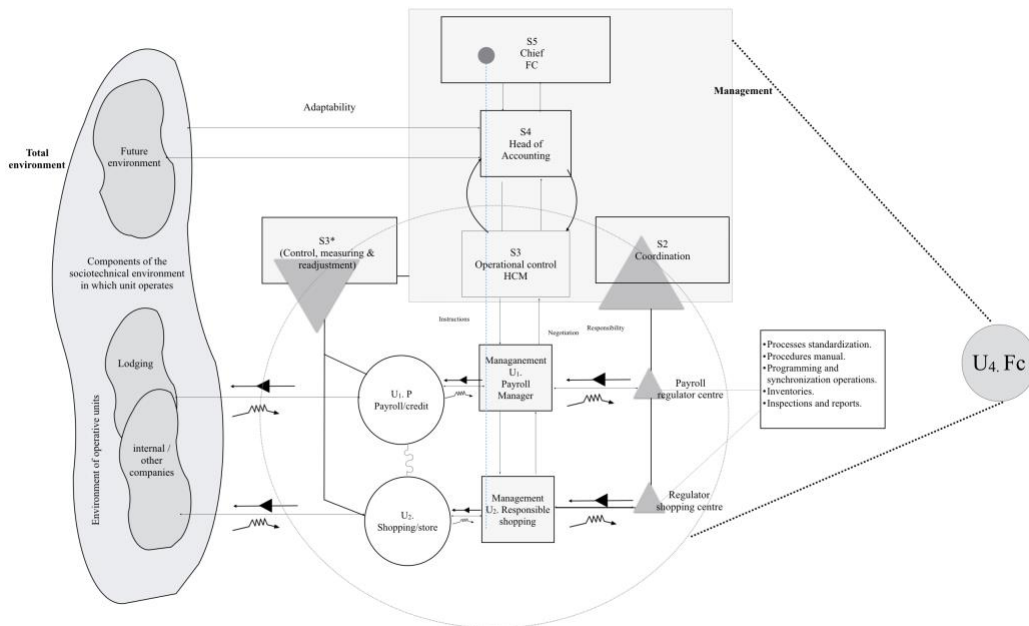 S5
Chief
FC
Management
Adaptability
S4
Head of
Accounting
Total
environment
Future
environment
S3*
(Control, measuring &
readjustment)
S3
Operational control
HCM
S2
Coordination
Components of the
sociotechnical environment
in which unit operates
Instructions
Negotiation
Responsibility
Lodging
internal /
other
companies
Environment of operative units
U1. P
Payroll/credit
Managanement
U1.
Payroll
Manager
Payroll
regulator centre
•Processes standardization.
•Procedures manual.
•Programming and
synchronization operations.
•Inventories.
•Inspections and reports.
U4. Fc
U2.
Shopping/store
Management
U2. Responsible
shopping
Regulator
shopping centre